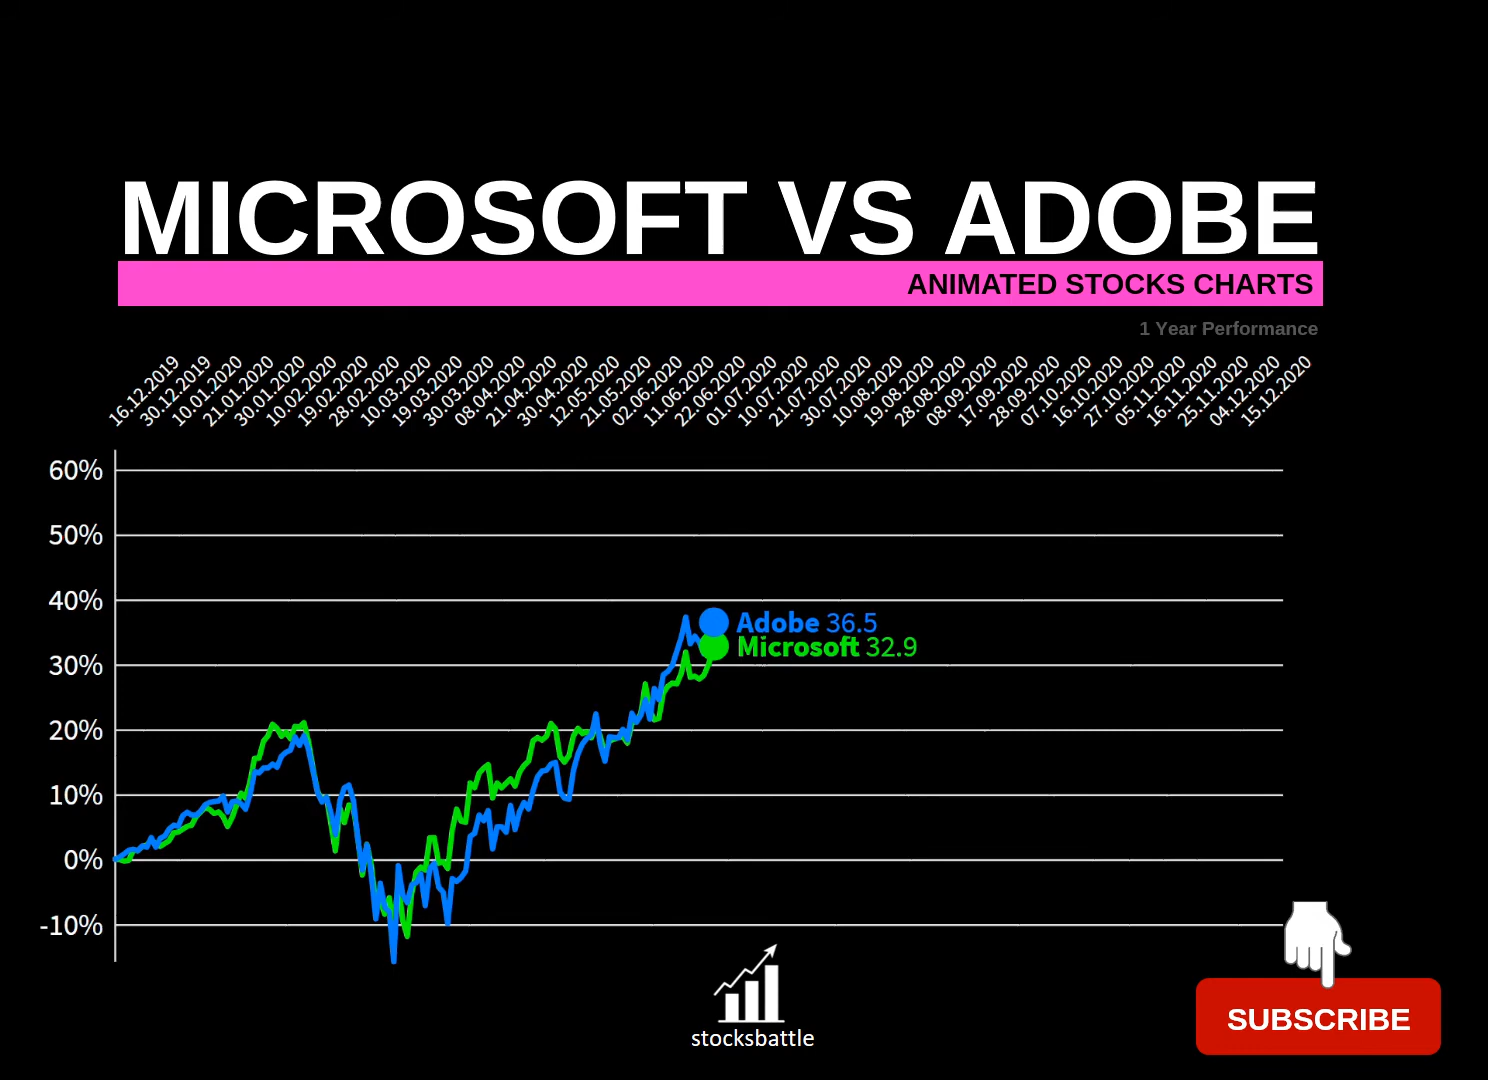 MICROSOFT VS ADOBE
ANIMATED STOCKS CHARTS
1 Year Performance
16.12.2019 30.12.2019 10.01.2020 21.01.2020 30.01.2020 10.02.2020 19.02.2020 28.02.2020 10.03.2020 19.03.2020 30.03.2020 08.04.2020 21.04.2020 30.04.2020 12.05.2020 21.05.2020 02.06.2020 11.06.2020 22.06.2020 01.07.2020 10.07.2020 21.07.2020 30.07.2020 10.08.2020 19.08.2020 28.08.2020 08.09.2020 17.09.2020 28.09.2020 07.10.2020 16.10.2020 27.10.2020 05.11.2020 16.11.2020 25.11.2020 04.12.2020 15.12.2020
60%
50%
40%
Adobe 36.5
Microsoft 32.9
30%
20%
10%
0%
-10%
SUBSCRIBE
stocksbattle